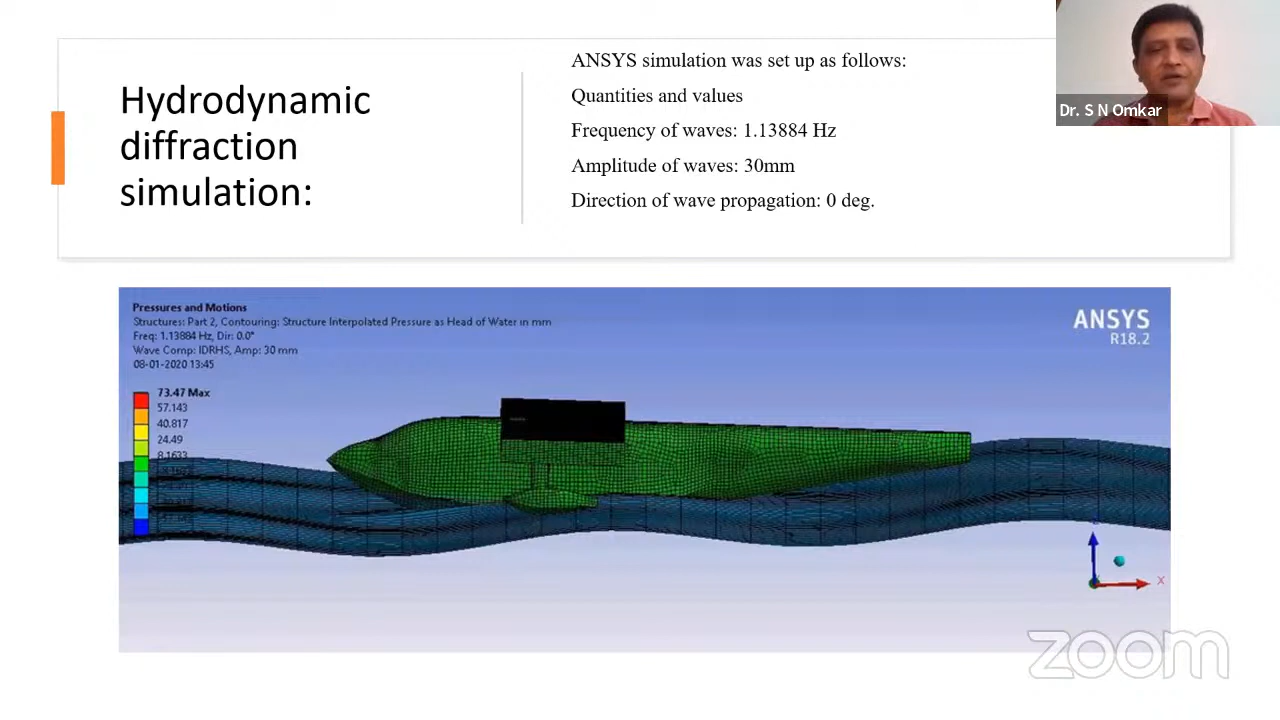 Hydrodynamic
diffraction
simulation:
ANSYS simulation was set up as follows:
Quantities and values
Frequency of waves: 1.13884 Hz
Amplitude of waves: 30mm
Direction of wave propagation: 0 deg.
Dr. S N Omkar
Pressures and Motions
Structures: Part 2, Contouring: Structure Interpolated Pressure as Head of Water in mm
Freq: 1.13884 Hz, Dir: 0.0°
Wave Comp: IDRHS, Amp: 30 mm
08-01-2020 13:45
73.47 Max
57.143
40.817
24.49
8.1633
ANSYS
R18.2
X
zoom